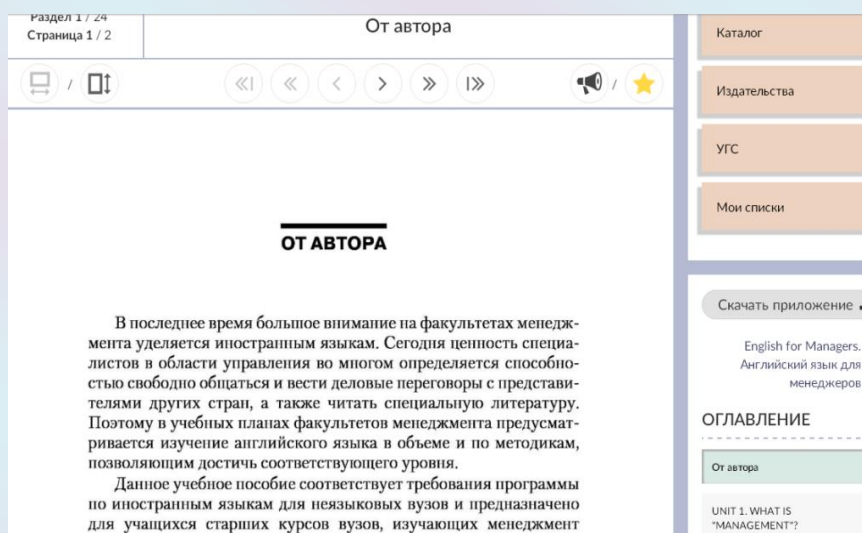 Раздел 1 / 24
Страница 1 / 2
От автора
/
/
ОТ АВТОРА
В последнее время большое внимание на факультетах менедж-
мента уделяется иностранным языкам. Сегодня ценность специа-
листов в области управления во многом определяется способно-
стью свободно общаться и вести деловые переговоры с представи-
телями других стран, а также читать специальную литературу.
Поэтому в учебных планах факультетов менеджмента предусмат-
ривается изучение английского языка в объеме и по методикам,
позволяющим достичь соответствующего уровня.
Данное учебное пособие соответствует требования программы
по иностранным языкам для неязыковых вузов и предназначено
для учащихся старших курсов вузов, изучающих менеджмент
Каталог
Издательства
УГС
Мои списки
Скачать приложение
English for Managers.
Английский язык для
менеджеров
ОГЛАВЛЕНИЕ
От автора
UNIT 1. WHAT IS
"MANAGEMENT"?